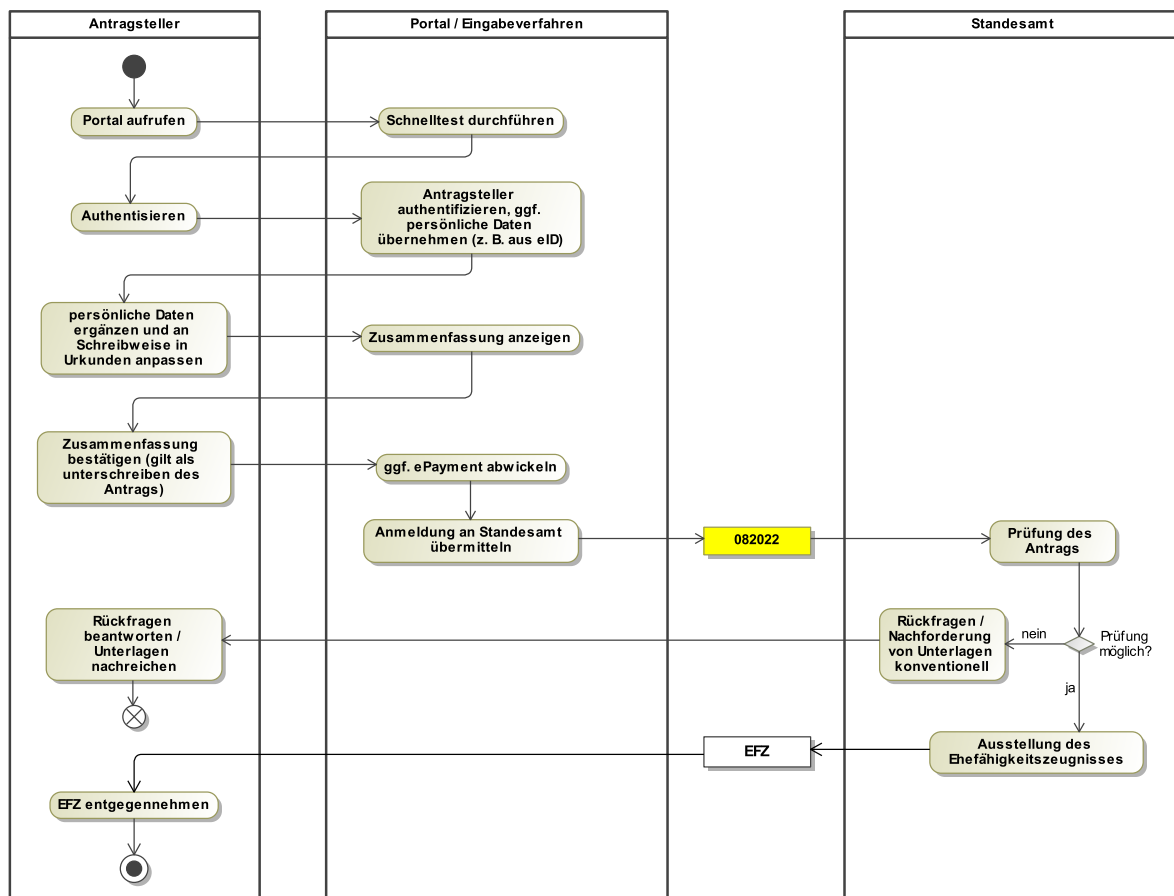 Antragsteller
Portal / Eingabeverfahren
Standesamt
Portal aufrufen
Schnelltest durchführen
Authentisieren
Antragsteller
authentifizieren, ggf.
persönliche Daten
übernehmen (z. B. aus eID)
persönliche Daten
ergänzen und an
Schreibweise in
Urkunden anpassen
Zusammenfassung anzeigen
Zusammenfassung
bestätigen (gilt als
unterschreiben des
Antrags)
ggf. ePayment abwickeln
Anmeldung an Standesamt
übermitteln
082022
Prüfung des
Antrags
Prüfung
möglich?
nein
Rückfragen /
Nachforderung
von Unterlagen
konventionell
Rückfragen
beantworten /
Unterlagen
nachreichen
ja
Ausstellung des
Ehefähigkeitszeugnisses
EFZ
EFZ entgegennehmen